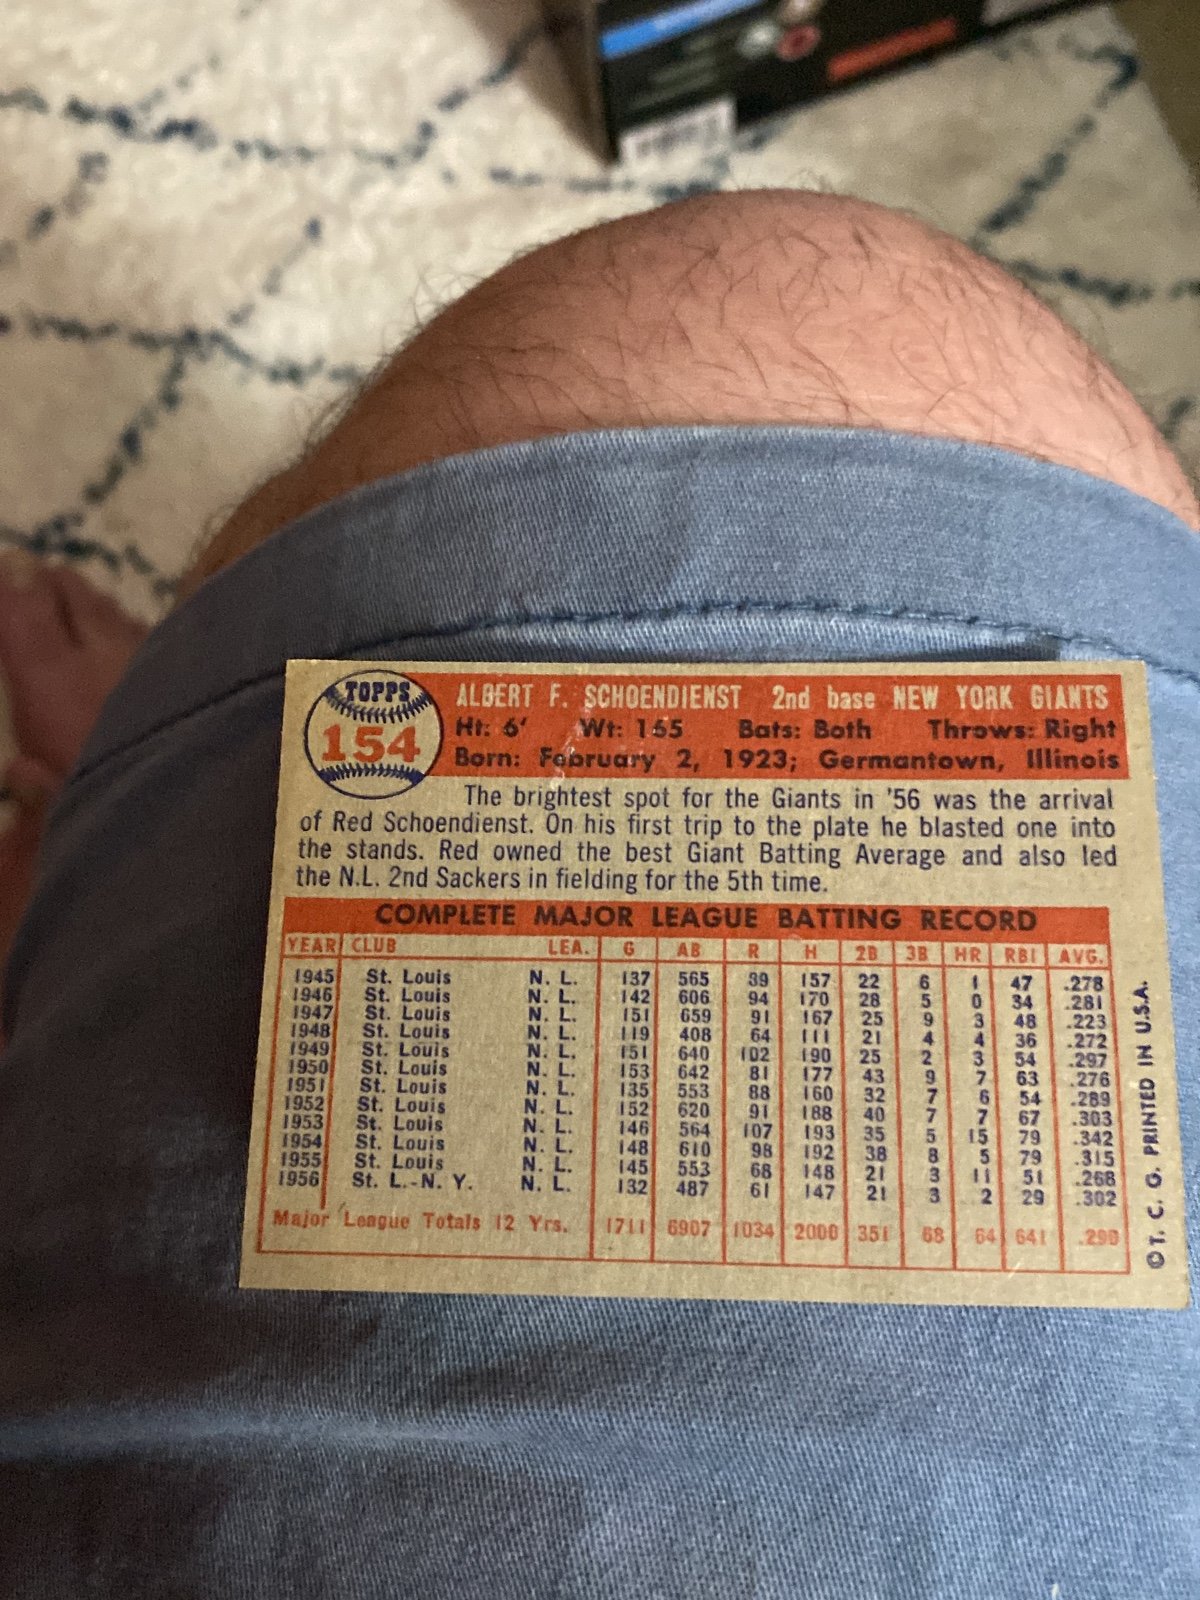 TOPPS
154
ALBERT F. SCHOENDIENST 2nd base NEW YORK GIANTS
Ht: 6' Wt: 165 Bats: Both Throws: Right
Born: February 2, 1923; Germantown, Illinois
The brightest spot for the Giants in '56 was the arrival
of Red Schoendienst. On his first trip to the plate he blasted one into
the stands. Red owned the best Giant Batting Average and also led
the N.L. 2nd Sackers in fielding for the 5th time.
COMPLETE MAJOR LEAGUE BATTING RECORD
YEAR CLUB LEA. G AB R H 2B 3B HR RBI AVG.
1945 St. Louis N. L. 137 565 89 157 22 6 1 47 .278
1946 St. Louis N. L. 142 606 94 170 28 5 0 34 .281
1947 St. Louis N. L. 151 659 91 167 25 9 3 48 .223
1948 St. Louis N. L. 119 408 64 111 21 4 4 36 .272
1949 St. Louis N. L. 151 640 102 190 25 2 3 54 .297
1950 St. Louis N. L. 153 642 81 177 43 9 7 63 .276
1951 St. Louis N. L. 135 553 88 160 32 7 6 54 .289
1952 St. Louis N. L. 152 620 91 188 40 7 7 67 .303
1953 St. Louis N. L. 146 564 107 193 35 5 15 79 .342
1954 St. Louis N. L. 148 610 98 192 38 8 5 79 .315
1955 St. Louis N. L. 145 553 68 148 21 3 11 51 .268
1956 St. L.-N. Y. N. L. 132 487 61 147 21 3 2 29 .302
Major League Totals 12 Yrs. 1711 6907 1034 2000 351 68 64 641 .290
©T. C. G. PRINTED IN U.S.A.